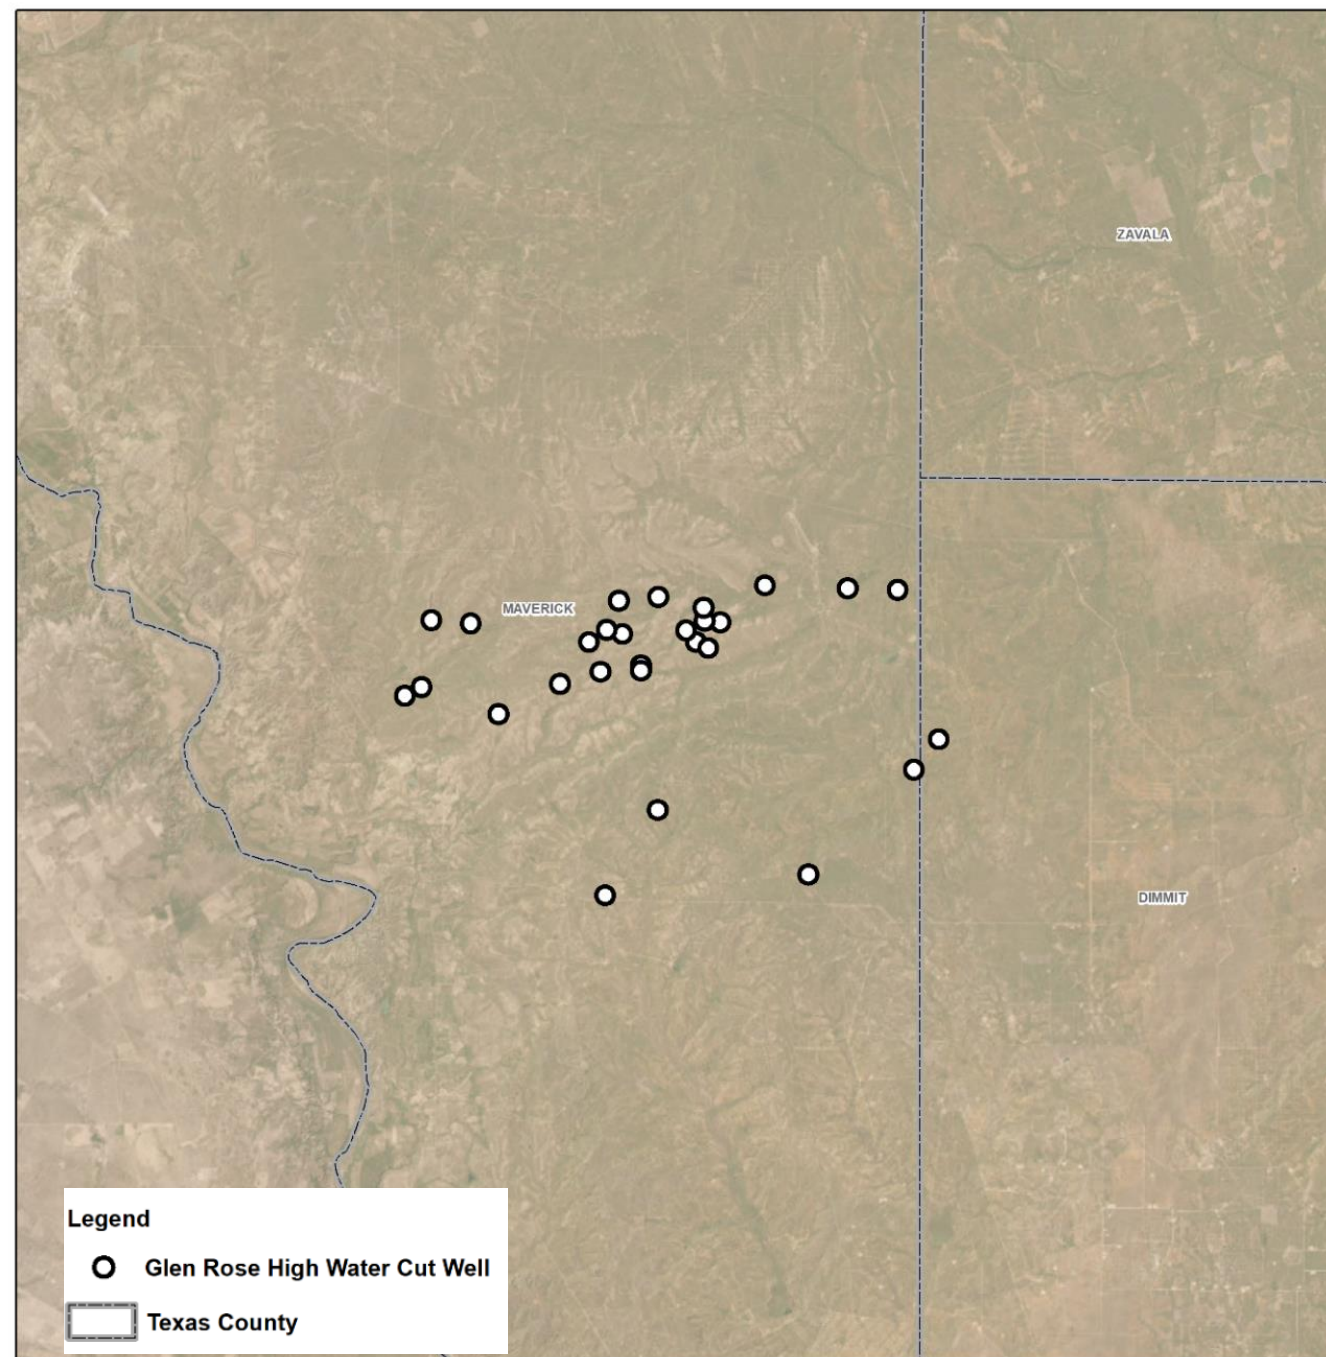 ZAVALA
MAVERICK
DIMMIT
Legend
Glen Rose High Water Cut Well
Texas County